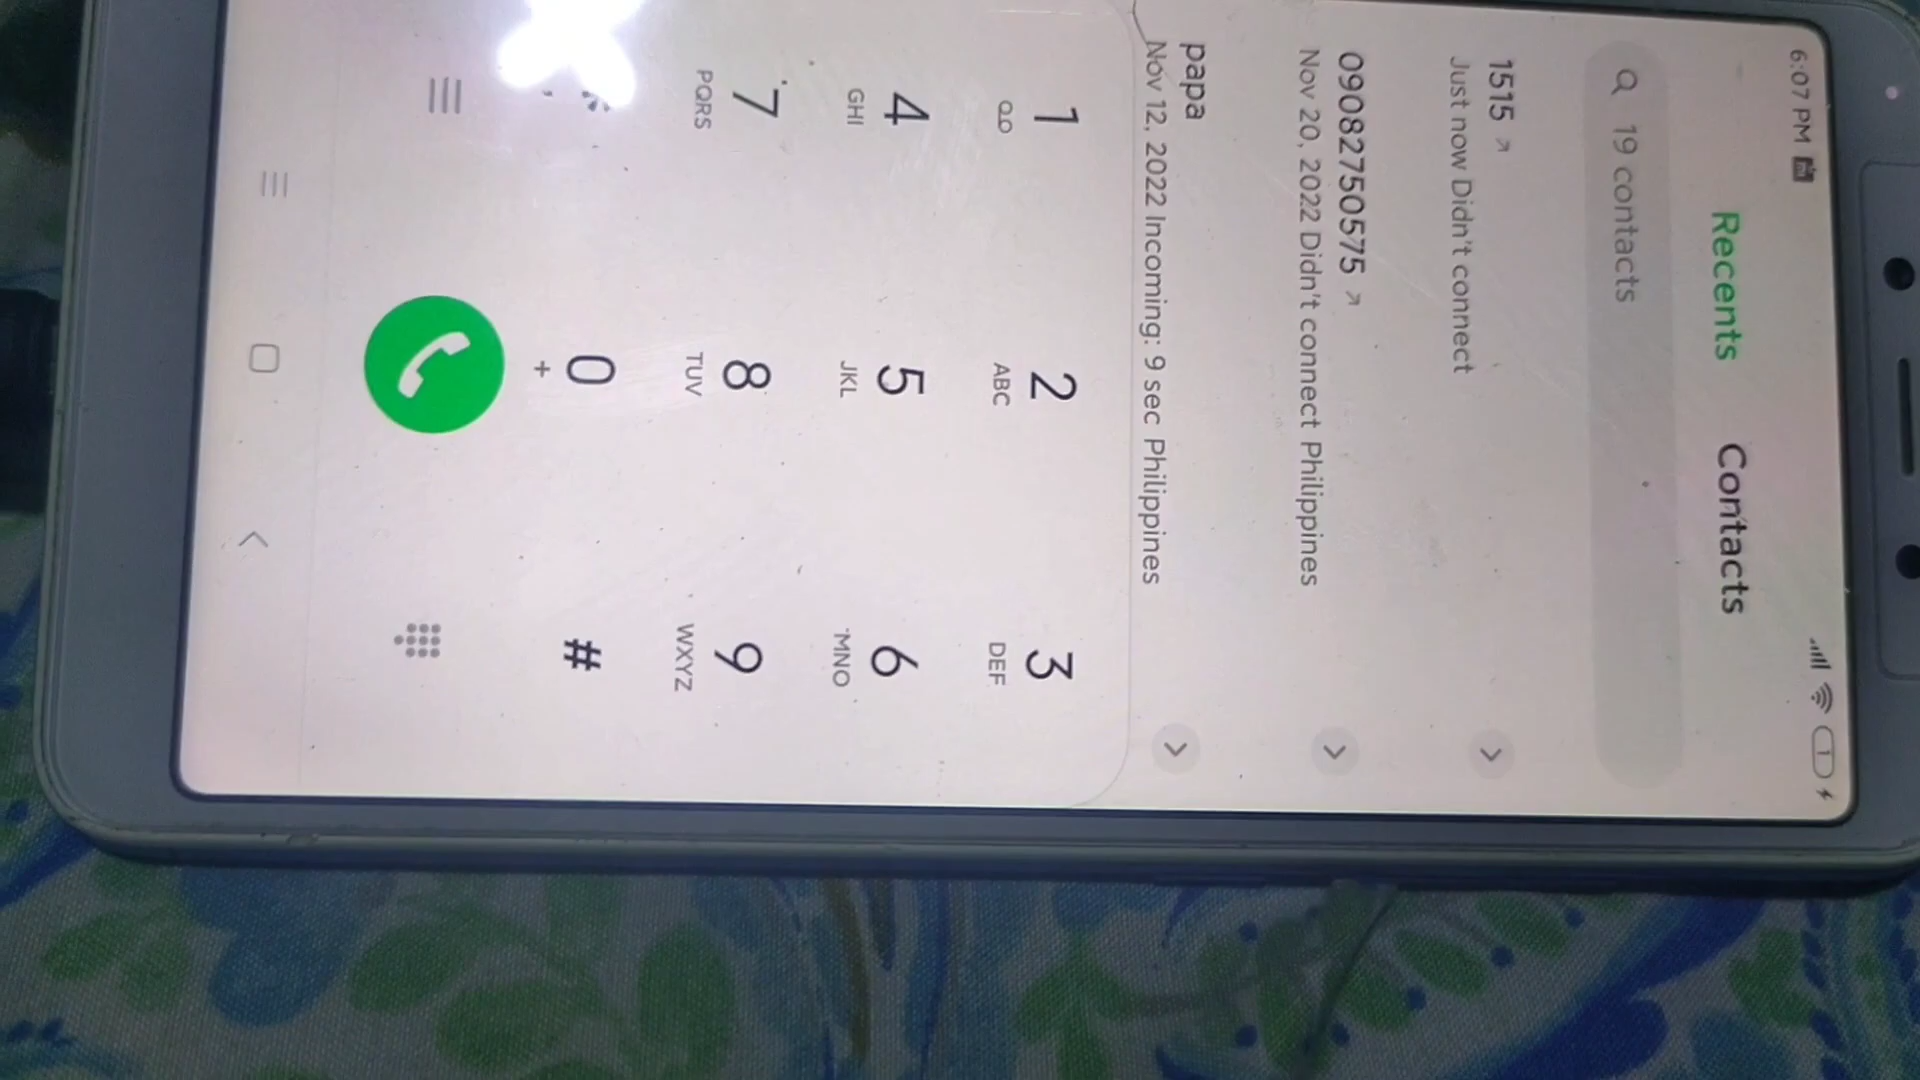 6:07 PM
1
Recents Contacts
19 contacts
1515
Just now Didn't connect
09082750575
Nov 20, 2022 Didn't connect Philippines
papa
Nov 12, 2022 Incoming: 9 sec Philippines
1 2 3
ABC DEF
4 5 6
GHI JKL MNO
7 8 9
PQRS TUV WXYZ
0 #
, +